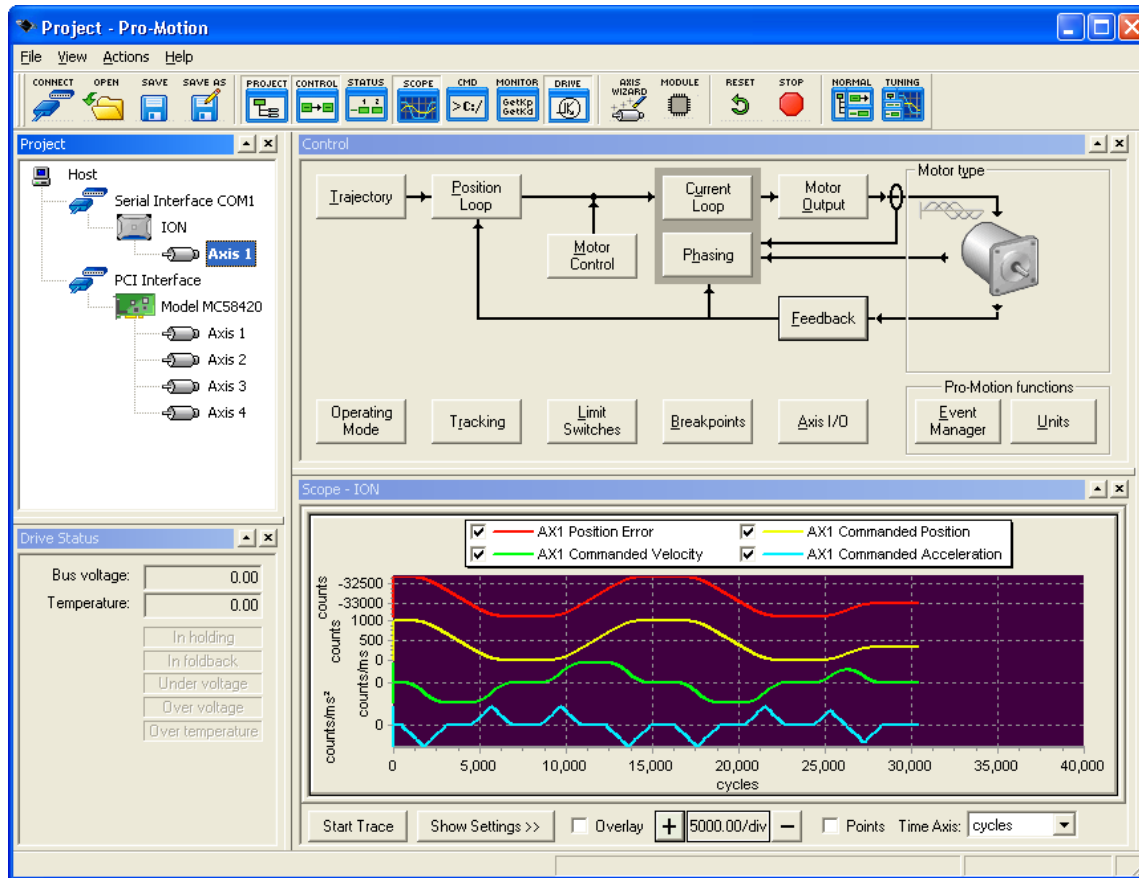 Project - Pro-Motion
File View Actions Help
CONNECT OPEN SAVE SAVE AS PROJECT CONTROL STATUS SCOPE CMD MONITOR DRIVE AXIS WIZARD MODULE RESET STOP NORMAL TUNING
1 2
>C:/
GetKp
GetKd
Project
Host
Serial Interface COM1
ION
Axis 1
PCI Interface
Model MC58420
Axis 1
Axis 2
Axis 3
Axis 4
Control
Trajectory
Position Loop
Motor Control
Current Loop
Phasing
Motor Output
Motor type
Feedback
Operating Mode
Tracking
Limit Switches
Breakpoints
Axis I/O
Pro-Motion functions
Event Manager
Units
Drive Status
Bus voltage: 0.00
Temperature: 0.00
In holding
In foldback
Under voltage
Over voltage
Over temperature
Scope - ION
AX1 Position Error
AX1 Commanded Position
AX1 Commanded Velocity
AX1 Commanded Acceleration
counts
-32500
-33000
counts
1000
500
0
counts/ms
0
counts/ms²
0
0 5,000 10,000 15,000 20,000 25,000 30,000 35,000 40,000
cycles
Start Trace
Show Settings >>
Overlay
+ 5000.00/div -
Points
Time Axis: cycles